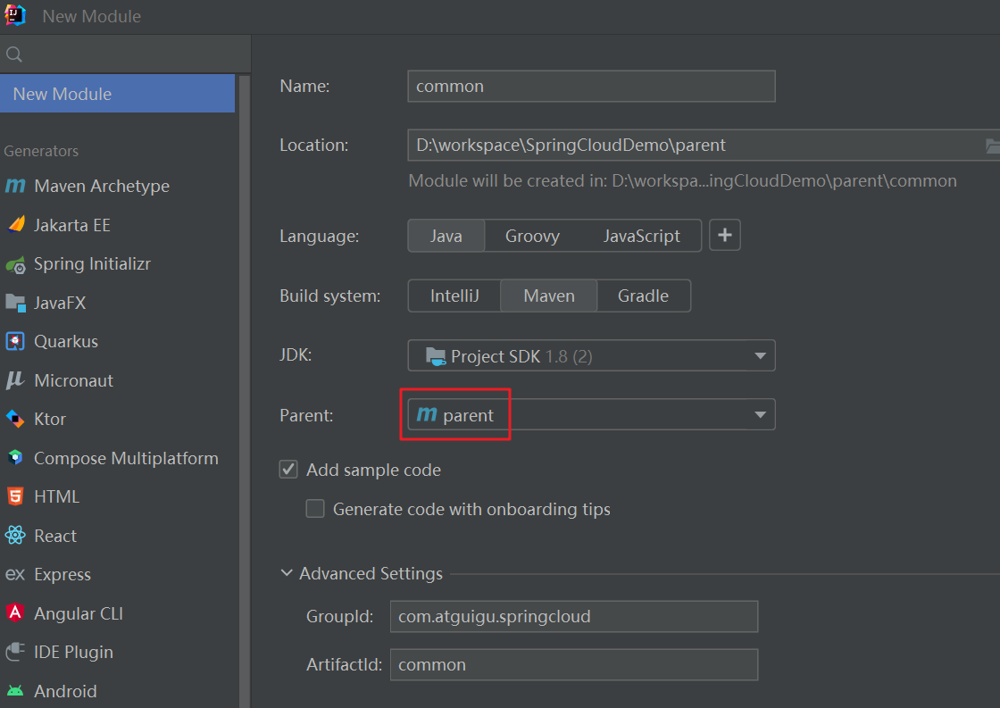 New Module
New Module
Generators
Maven Archetype
Jakarta EE
Spring Initializr
JavaFX
Quarkus
Micronaut
Ktor
Compose Multiplatform
HTML
React
Express
Angular CLI
IDE Plugin
Android
Name: common
Location: D:\workspace\SpringCloudDemo\parent
Module will be created in: D:\workspa...ingCloudDemo\parent\common
Language: Java Groovy JavaScript +
Build system: IntelliJ Maven Gradle
JDK: Project SDK 1.8 (2)
Parent: m parent
Add sample code
Generate code with onboarding tips
Advanced Settings
GroupId: com.atguigu.springcloud
ArtifactId: common